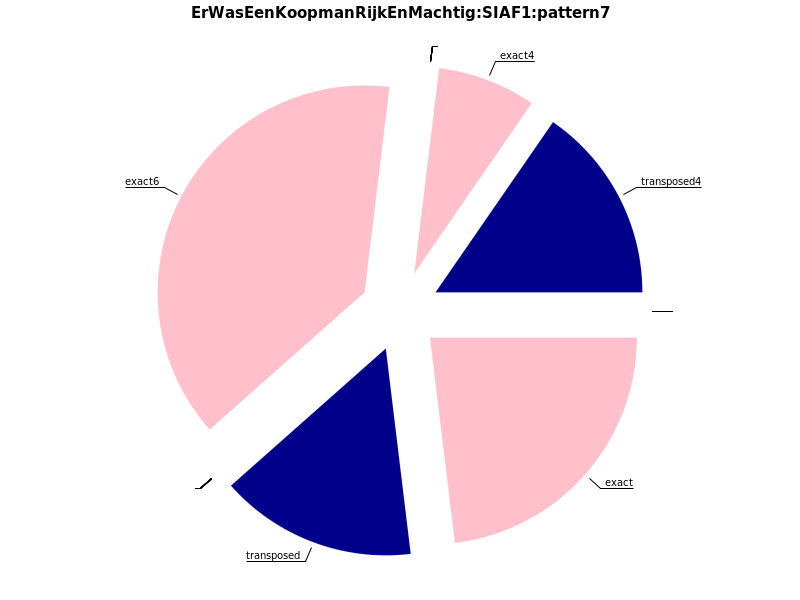 ErWasEenKoopmanRijkEnMachtig:SIAF1:pattern7
exact4
exact6
transposed4
exact
transposed